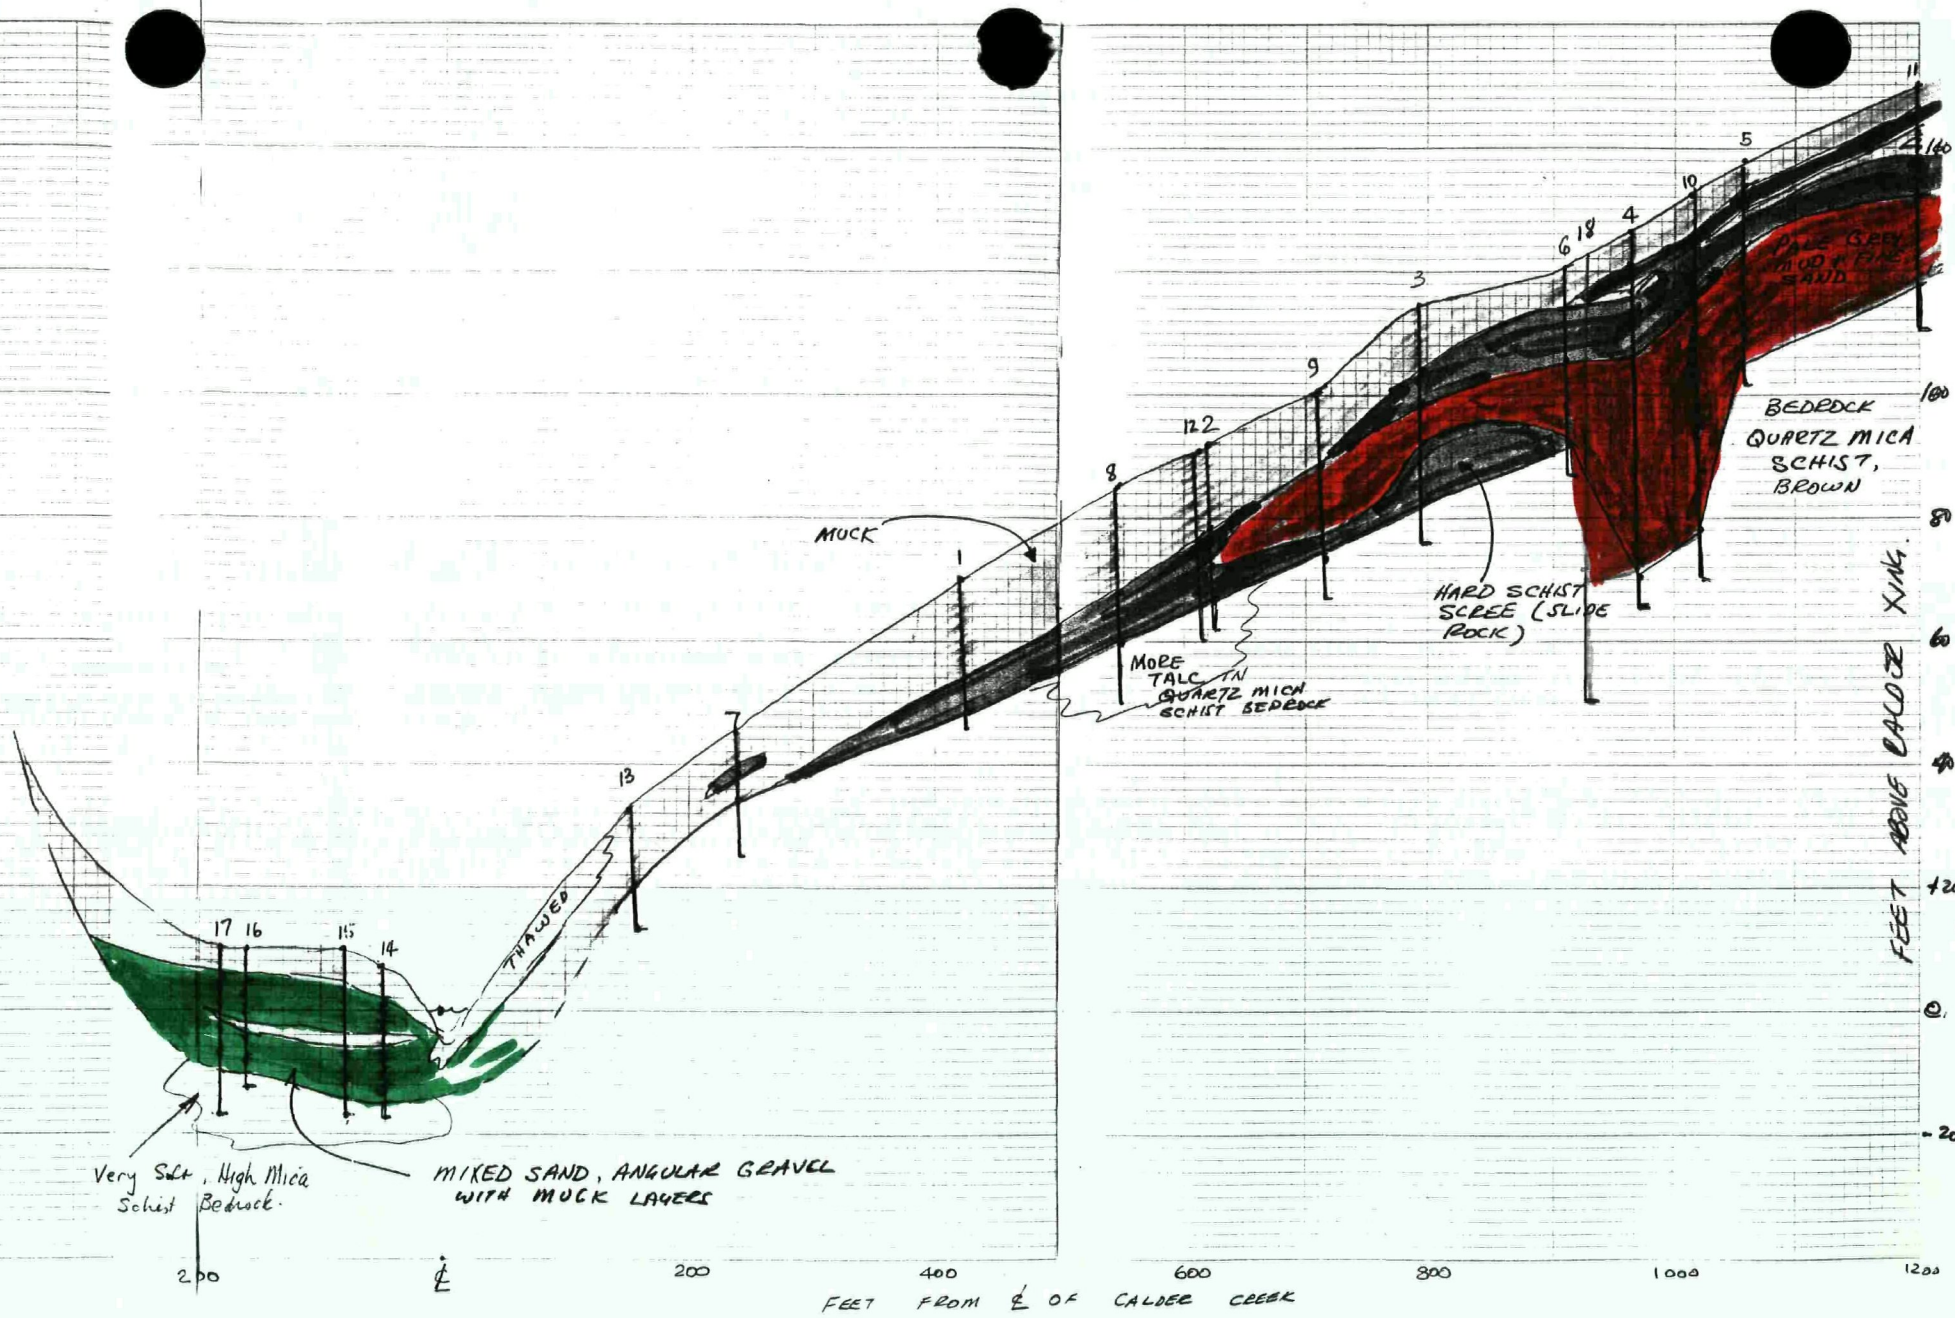 11
5
140
10
4
18
6
PALE GREY
MUD & FINE
SAND
3
9
100
BEDROCK
QUARTZ MICA
SCHIST,
BROWN
12 2
8
80
MUCK
1
HARD SCHIST
SCREE (SLIDE
ROCK)
60
MORE
TALC IN
QUARTZ MICA
SCHIST BEDROCK
7
40
13
FEET ABOVE CALDER XING.
+20
THAWED
17 16
15
14
0
-20
Very Soft, High Mica
Schist Bedrock.
MIXED SAND, ANGULAR GRAVEL
WITH MUCK LAYERS
200
℄
200
400
600
800
1000
1200
FEET FROM ℄ OF CALDER CREEK